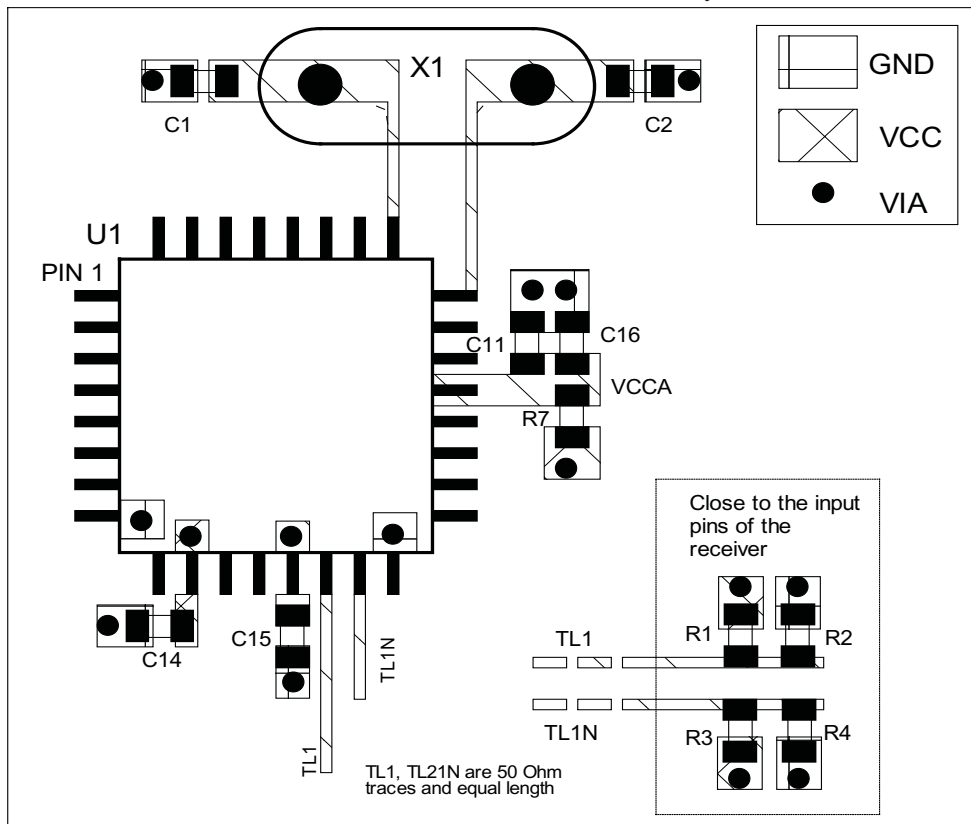 X1
C1
C2
GND
VCC
VIA
U1
PIN 1
C11
C16
VCCA
R7
Close to the input
pins of the
receiver
C14
C15
TL1N
TL1
R1
R2
TL1
TL1N
R3
R4
TL1, TL21N are 50 Ohm
traces and equal length